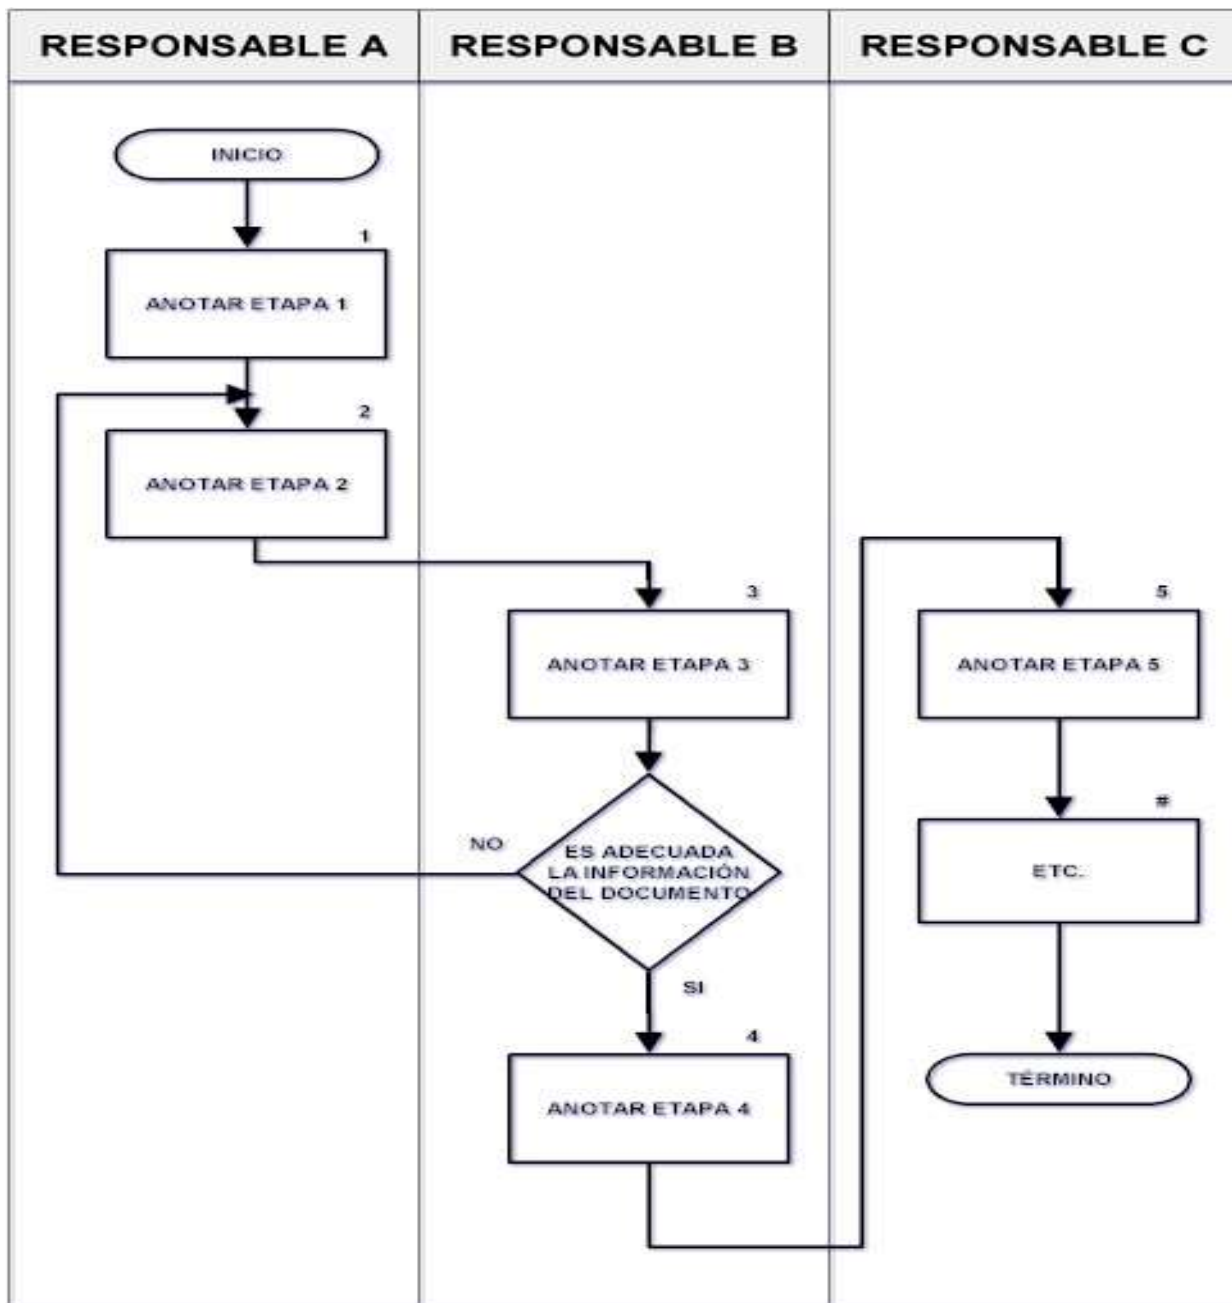 RESPONSABLE A
RESPONSABLE B
RESPONSABLE C
INICIO
1
ANOTAR ETAPA 1
2
ANOTAR ETAPA 2
3
ANOTAR ETAPA 3
NO
ES ADECUADA
LA INFORMACIÓN
DEL DOCUMENTO
SI
4
ANOTAR ETAPA 4
5
ANOTAR ETAPA 5
#
ETC.
TÉRMINO